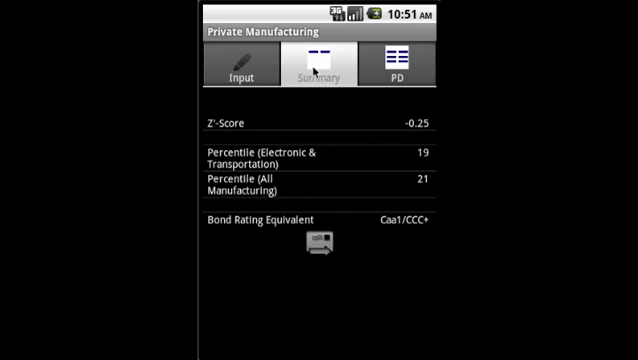 3G
10:51 AM
Private Manufacturing
Input
Summary
PD
Z'-Score -0.25
Percentile (Electronic & 19
Transportation)
Percentile (All 21
Manufacturing)
Bond Rating Equivalent Caa1/CCC+